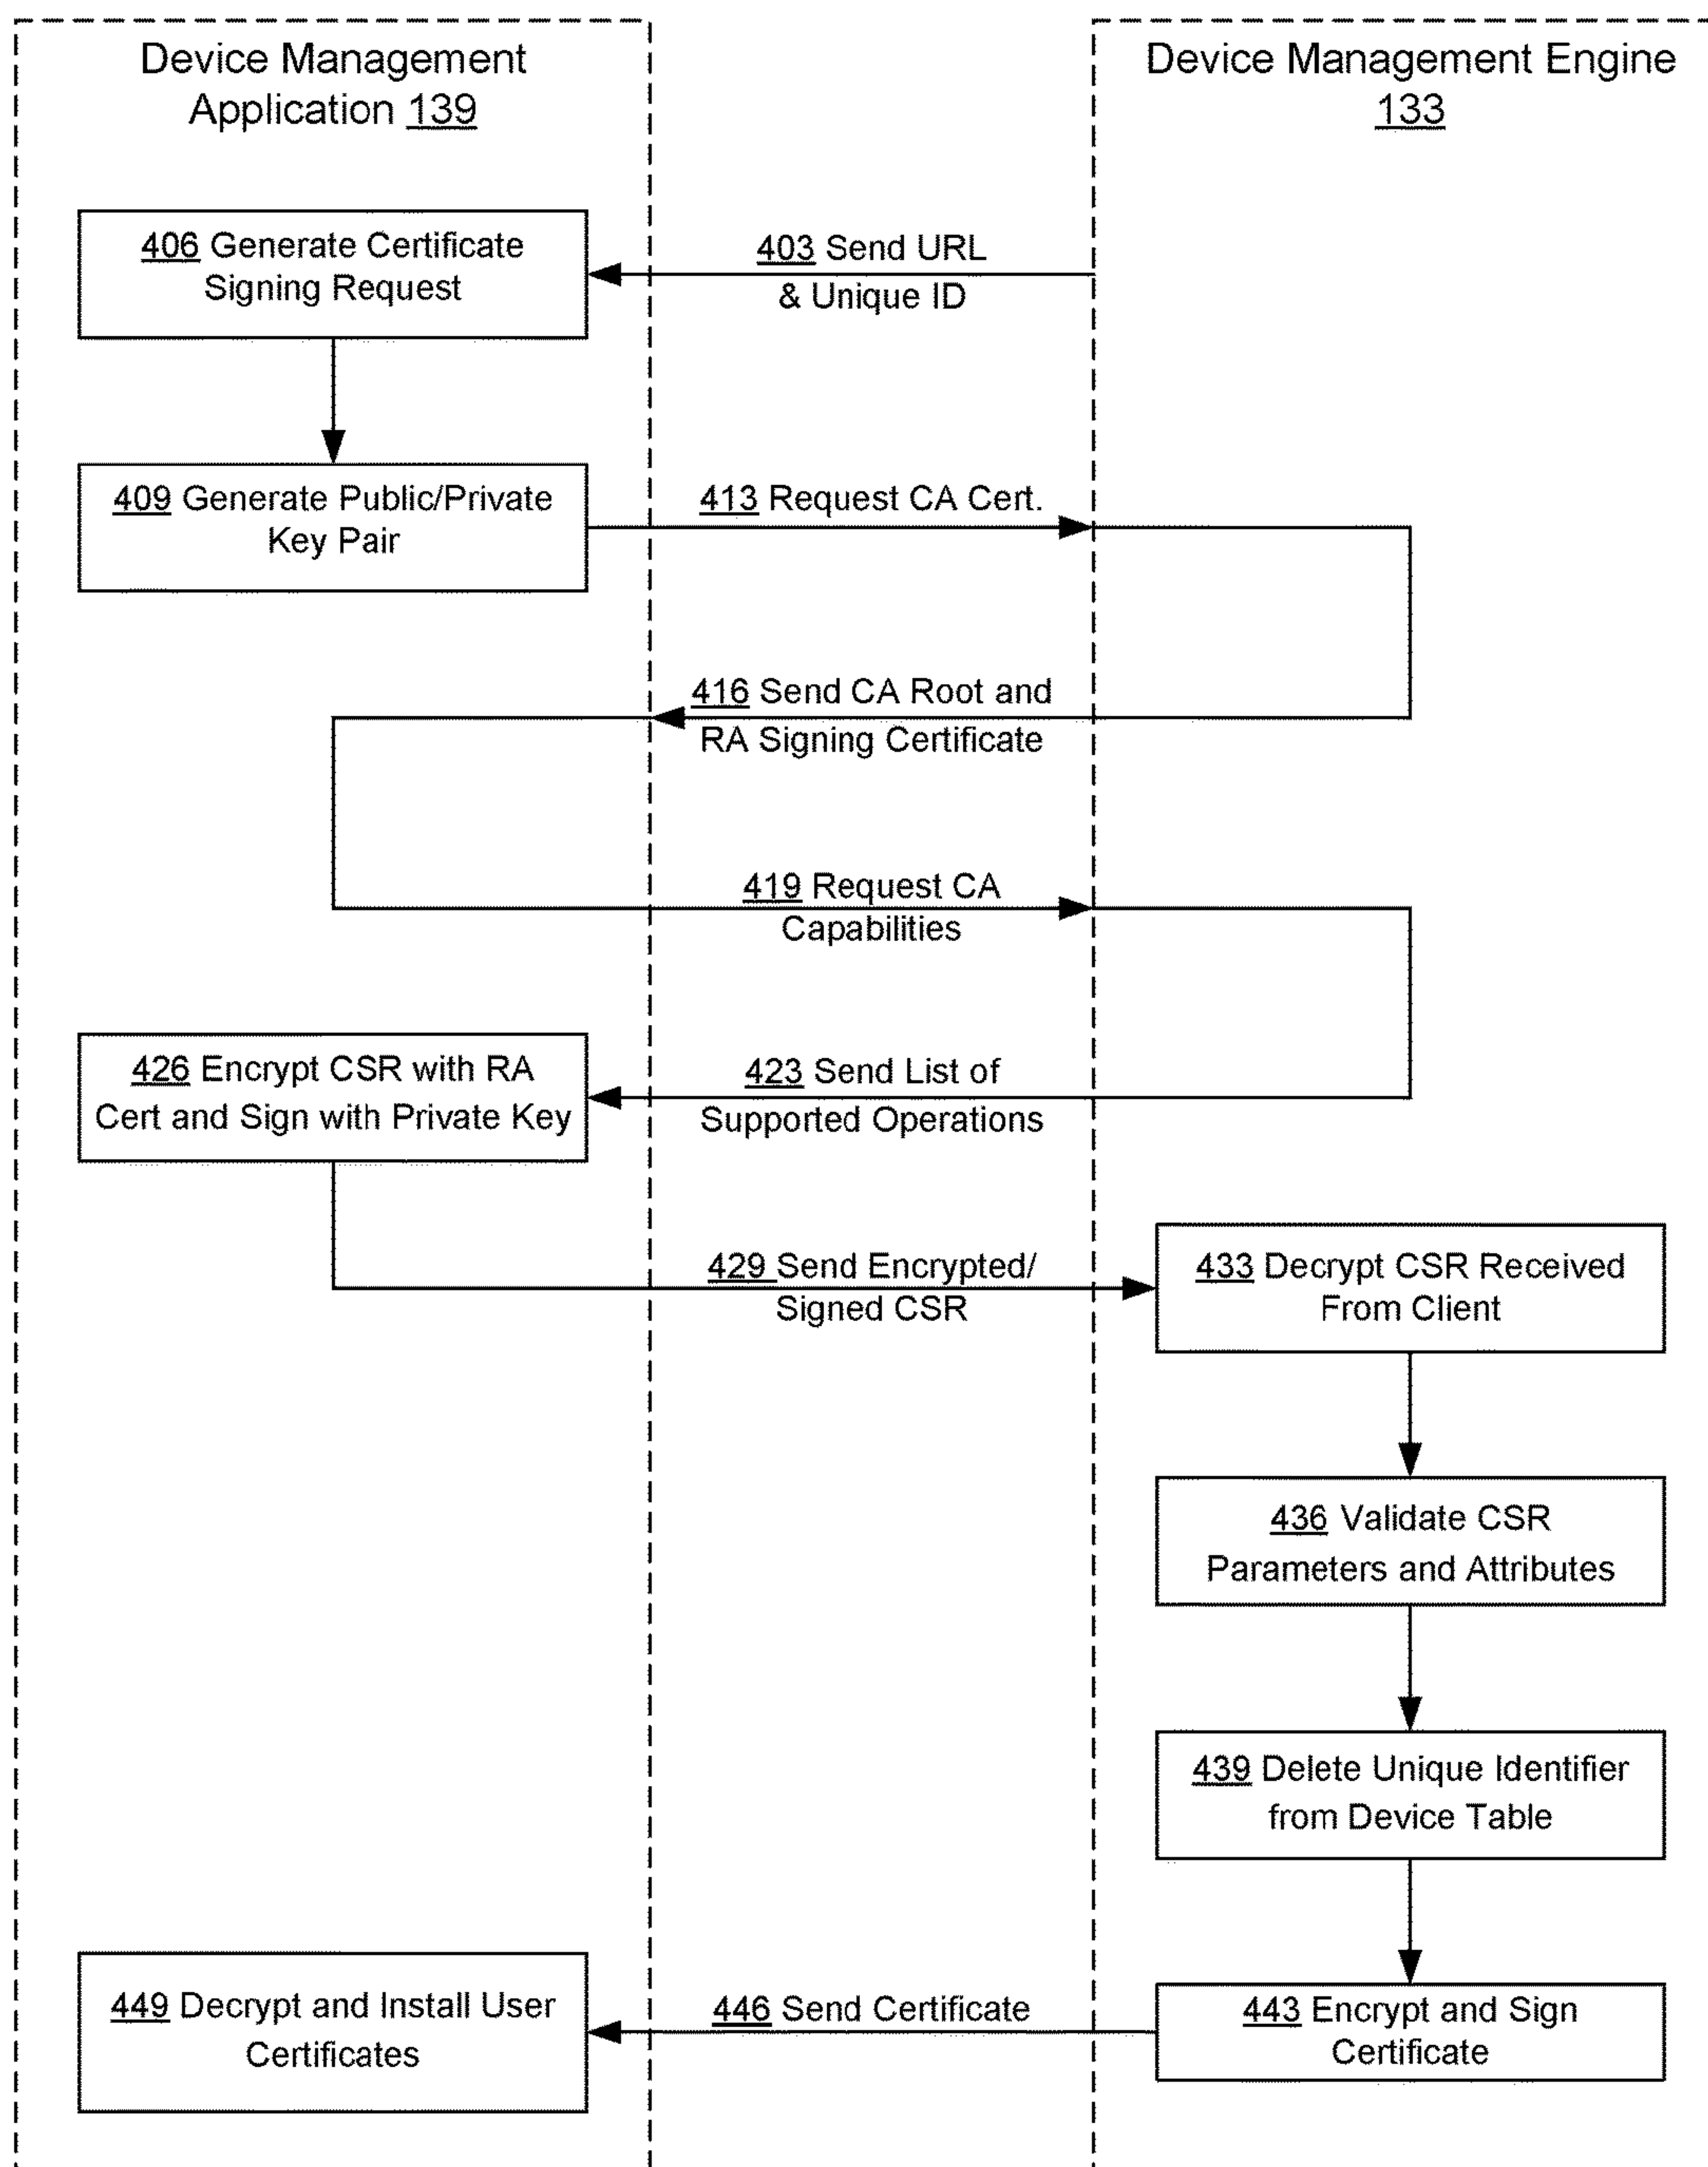 Device Management
Application 139
Device Management Engine
133
406 Generate Certificate
Signing Request
403 Send URL
& Unique ID
409 Generate Public/Private
Key Pair
413 Request CA Cert.
416 Send CA Root and
RA Signing Certificate
419 Request CA
Capabilities
426 Encrypt CSR with RA
Cert and Sign with Private Key
423 Send List of
Supported Operations
429 Send Encrypted/
Signed CSR
433 Decrypt CSR Received
From Client
436 Validate CSR
Parameters and Attributes
439 Delete Unique Identifier
from Device Table
449 Decrypt and Install User
Certificates
446 Send Certificate
443 Encrypt and Sign
Certificate